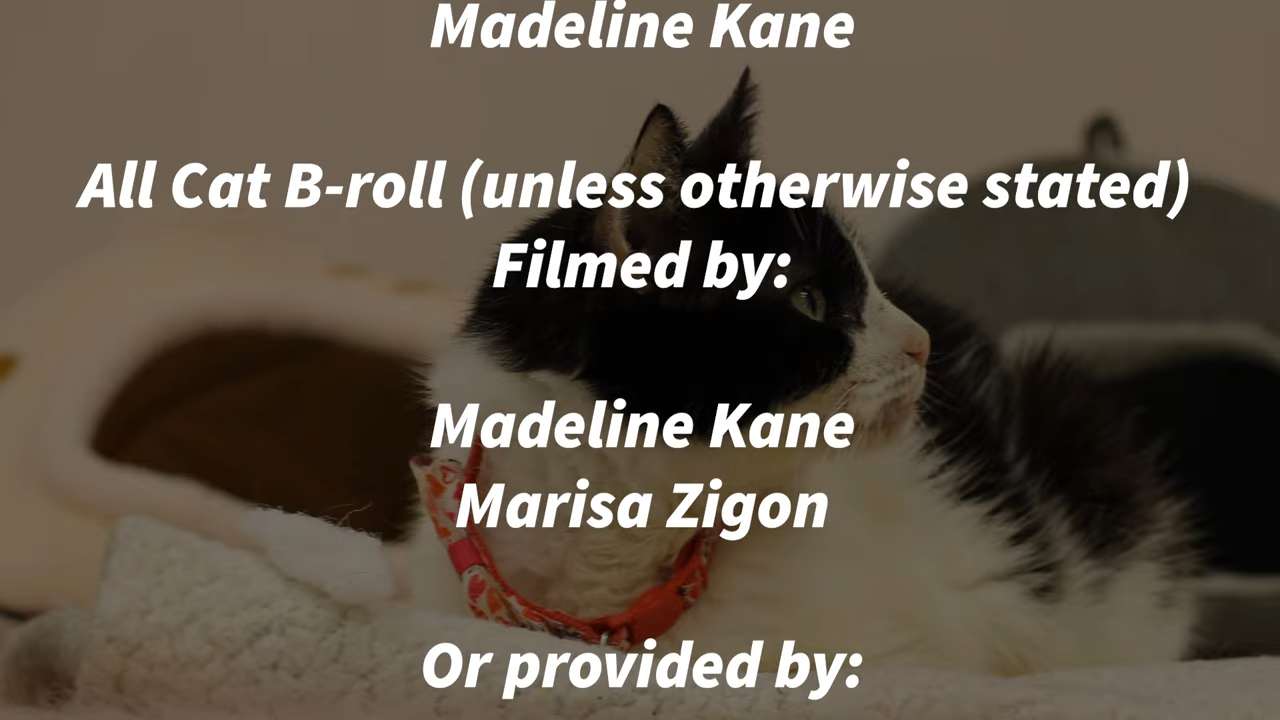 Madeline Kane
All Cat B-roll (unless otherwise stated)
Filmed by:
Madeline Kane
Marisa Zigon
Or provided by: